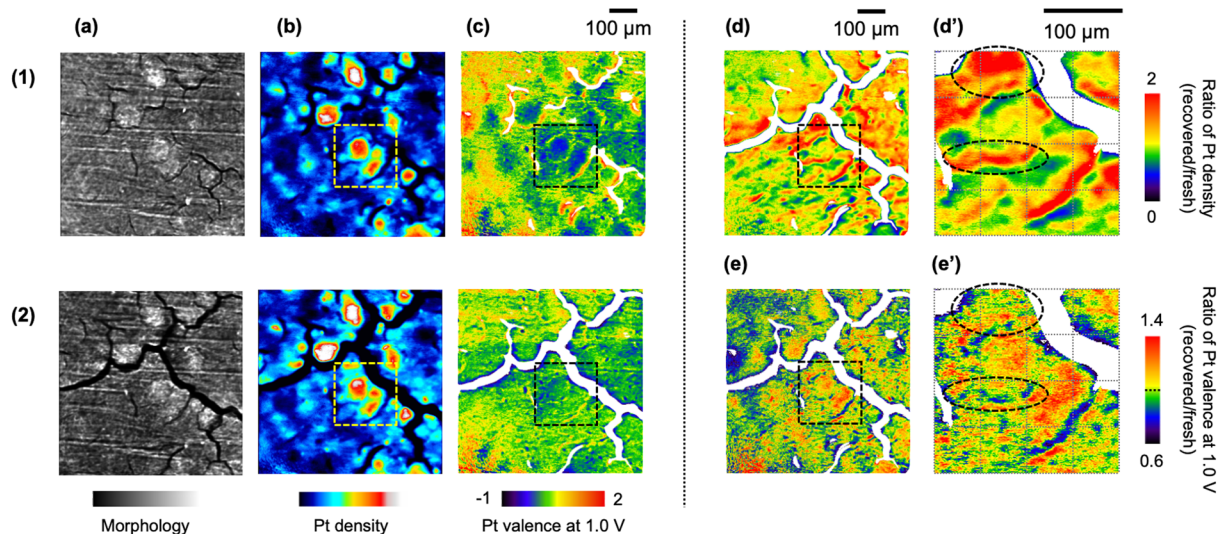 (a)
(b)
(c)
100 μm
(d)
100 μm
(d’)
100 μm
(1)
2
0
Ratio of Pt density
(recovered/fresh)
(e)
(e’)
(2)
1.4
0.6
Ratio of Pt valence at 1.0 V
(recovered/fresh)
-1
2
Morphology
Pt density
Pt valence at 1.0 V